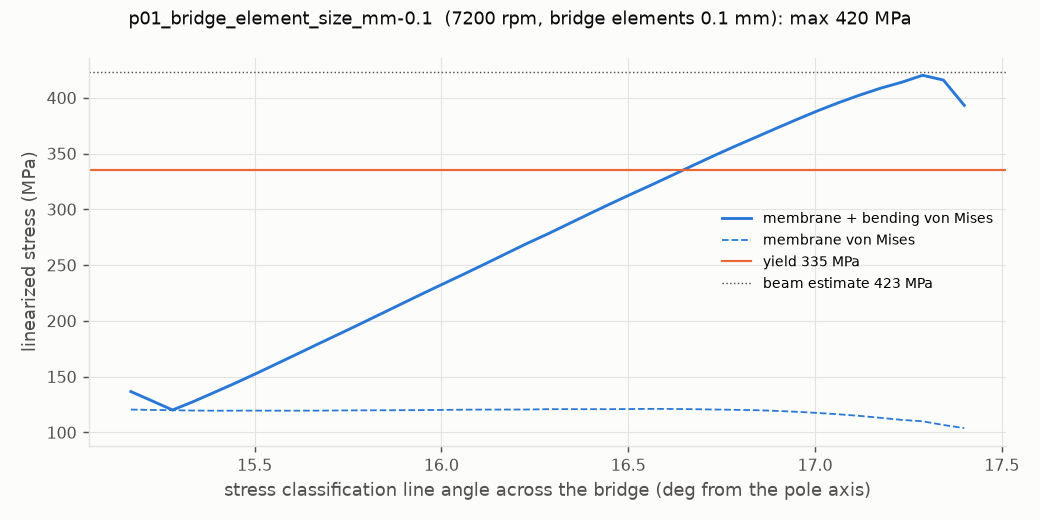 p01_bridge_element_size_mm-0.1  (7200 rpm, bridge elements 0.1 mm): max 420 MPa
400
350
300
250
200
150
100
linearized stress (MPa)
membrane + bending von Mises
membrane von Mises
yield 335 MPa
beam estimate 423 MPa
15.5
16.0
16.5
17.0
17.5
stress classification line angle across the bridge (deg from the pole axis)